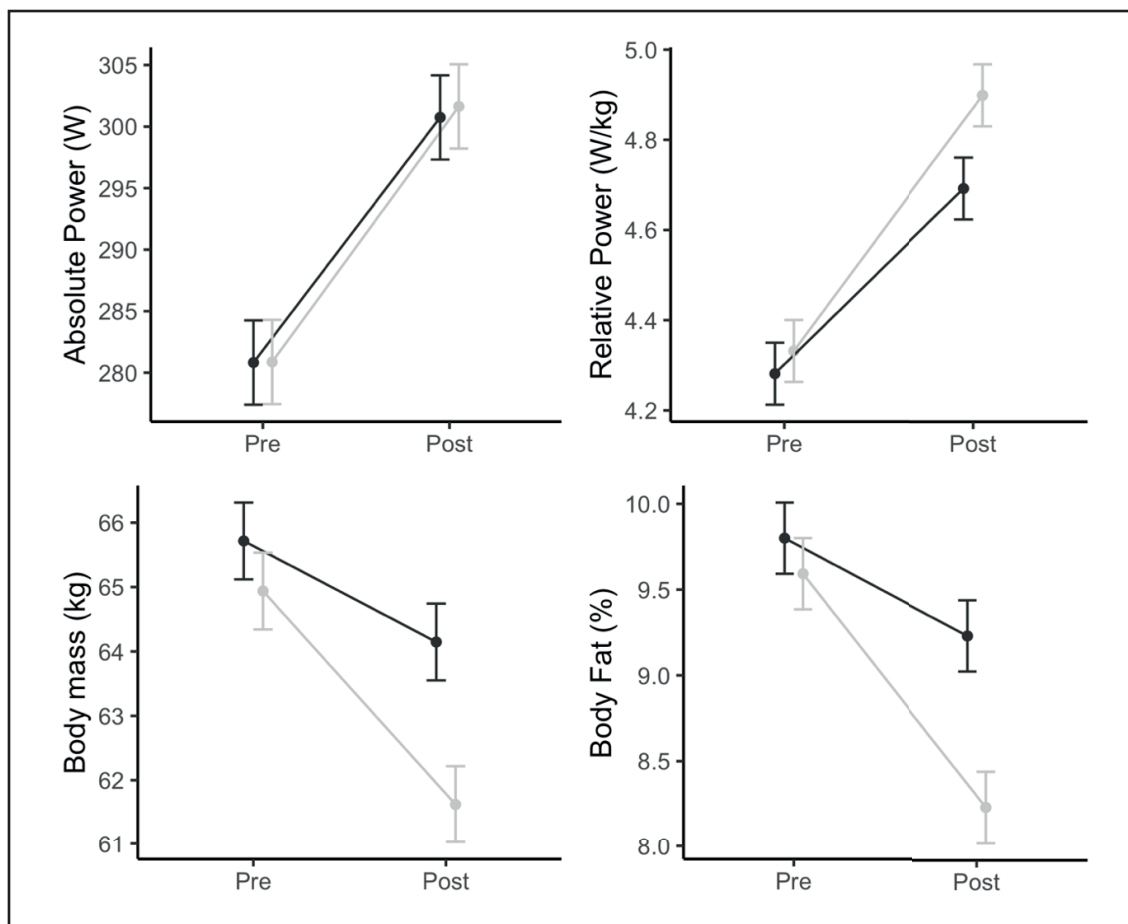 Absolute Power (W)
305
300
295
290
285
280
Pre
Post
Relative Power (W/kg)
5.0
4.8
4.6
4.4
4.2
Pre
Post
Body mass (kg)
66
65
64
63
62
61
Pre
Post
Body Fat (%)
10.0
9.5
9.0
8.5
8.0
Pre
Post